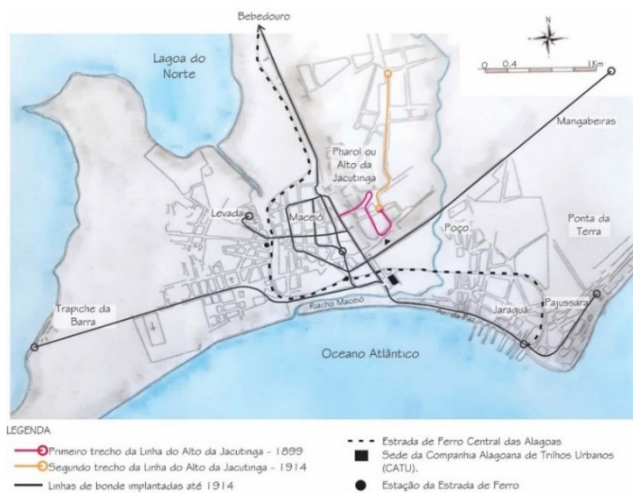 Bebedouro
Lagoa do
Norte
0 0.4 1Km
Mangabeiras
Pharol ou
Alto da
Jacutinga
Levada
Maceió
Poço
Ponta da
Terra
Trapiche da
Barra
Riacho Maceió
Av. da Paz
Jaraguá
Pajussara
Oceano Atlântico
LEGENDA
Primeiro trecho da Linha do Alto da Jacutinga - 1899
Segundo trecho da Linha do Alto da Jacutinga - 1914
Linhas de bonde implantadas até 1914
Estrada de Ferro Central das Alagoas
Sede da Companha Alagoana de Trilhos Urbanos
(CATU).
Estação da Estrada de Ferro